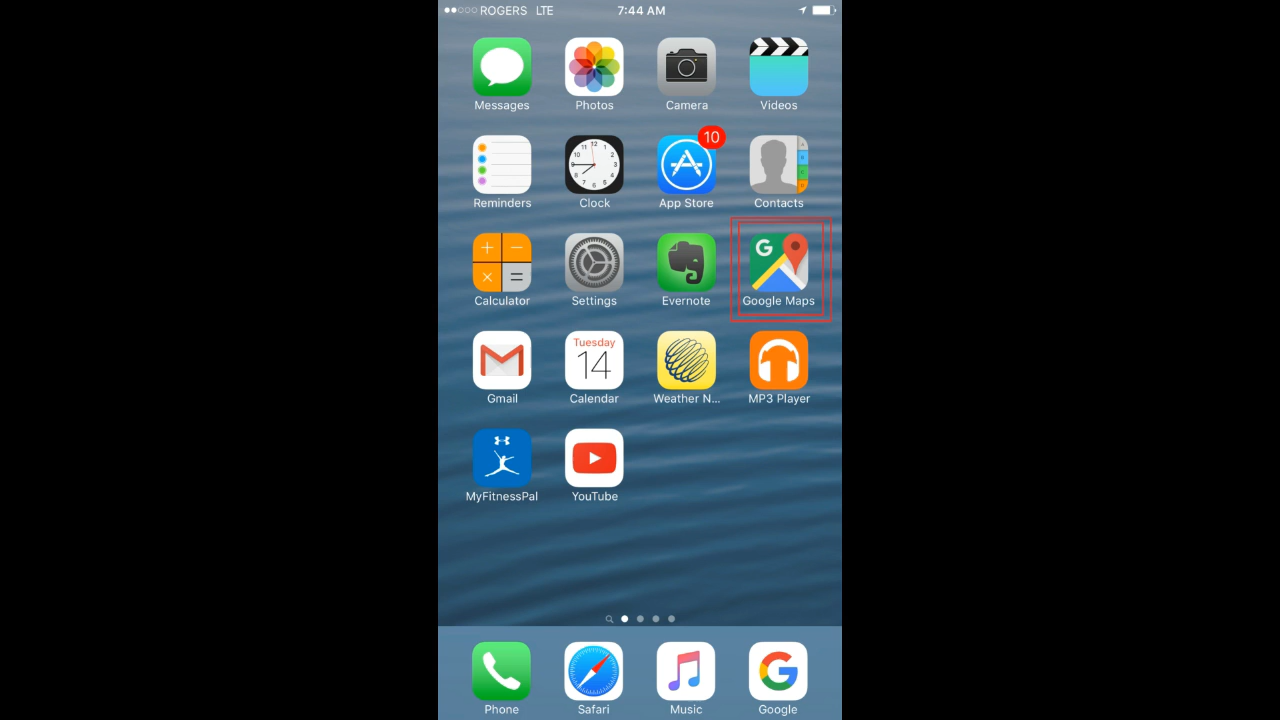 ROGERS LTE 7:44 AM
Messages Photos Camera Videos
10
Reminders Clock App Store Contacts
G
Calculator Settings Evernote Google Maps
Tuesday
14
Gmail Calendar Weather N... MP3 Player
MyFitnessPal YouTube
Phone Safari Music Google